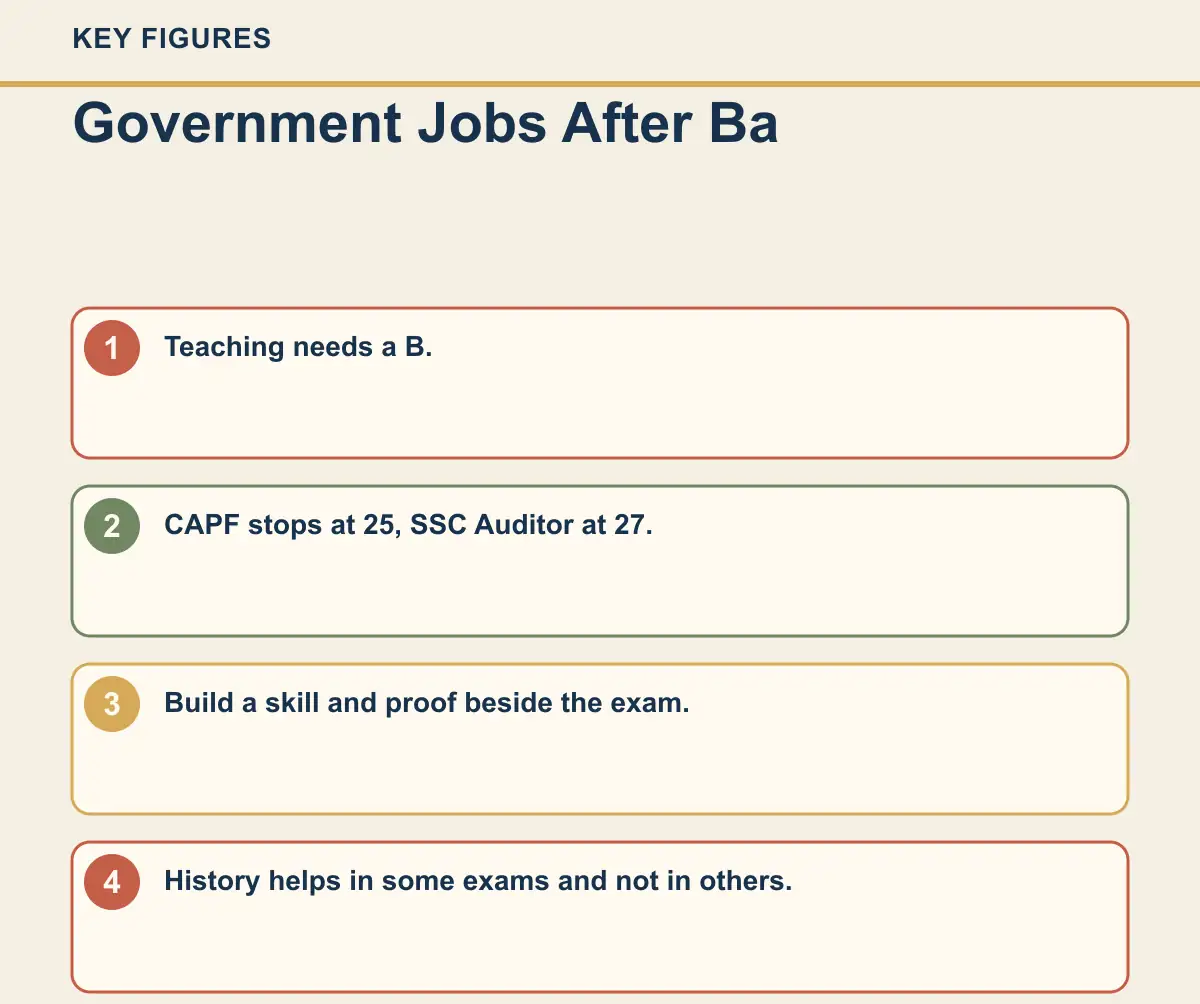 KEY FIGURES
Government Jobs After Ba
1 Teaching needs a B.
2 CAPF stops at 25, SSC Auditor at 27.
3 Build a skill and proof beside the exam.
4 History helps in some exams and not in others.